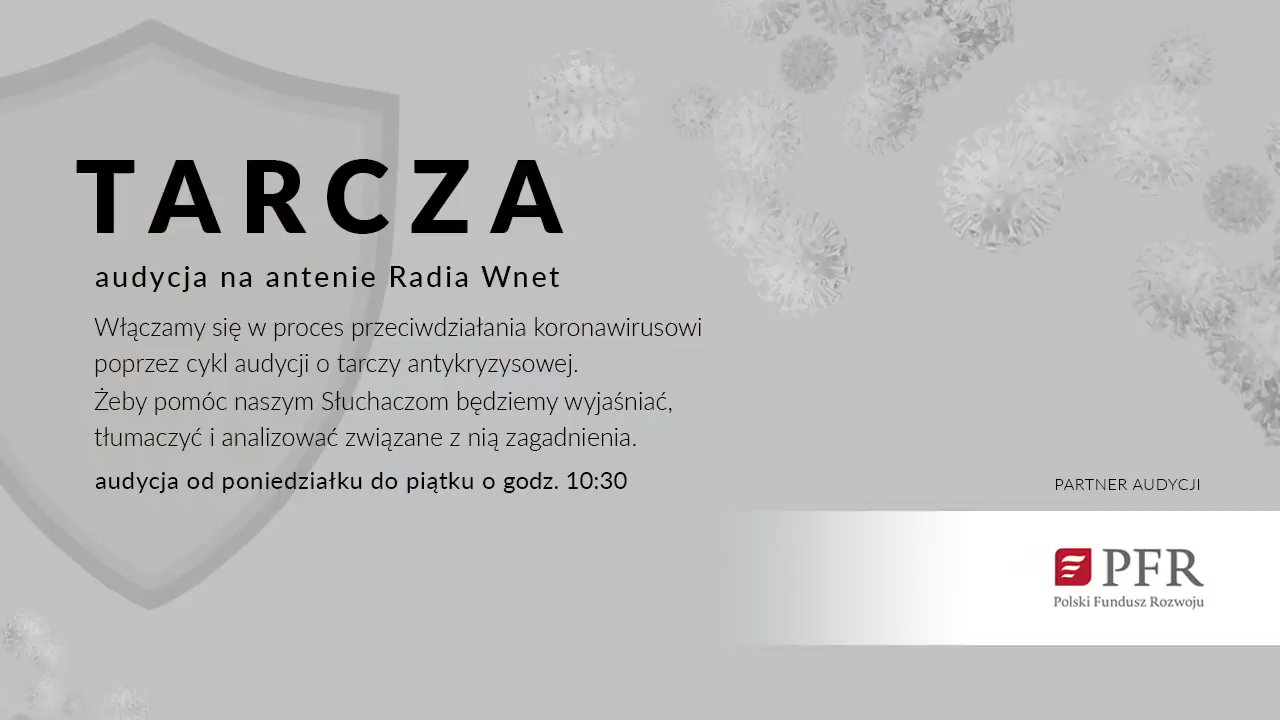 TARCZA
audycja na antenie Radia Wnet
Włączamy się w proces przeciwdziałania koronawirusowi
poprzez cykl audycji o tarczy antykryzysowej.
Żeby pomóc naszym Słuchaczom będziemy wyjaśniać,
tłumaczyć i analizować związane z nią zagadnienia.
audycja od poniedziałku do piątku o godz. 10:30
PARTNER AUDYCJI
PFR
Polski Fundusz Rozwoju